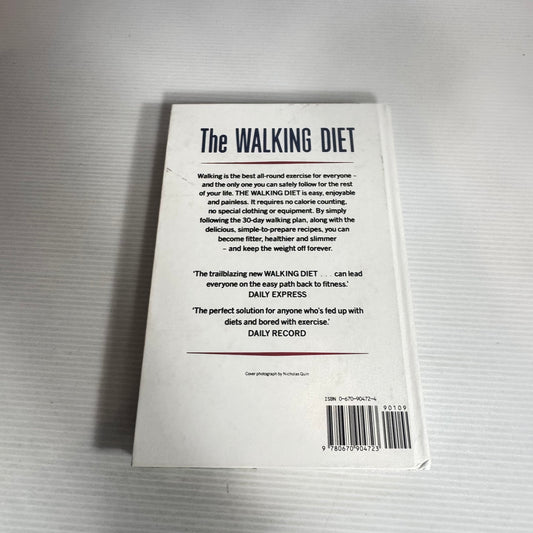 The WALKING DIET
Walking is the best all-round exercise for everyone –
and the only one you can safely follow for the rest
of your life. THE WALKING DIET is easy, enjoyable
and painless. It requires no calorie counting,
no special clothing or equipment. By simply
following the 30-day walking plan, along with the
delicious, simple-to-prepare recipes, you can
become fitter, healthier and slimmer
– and keep the weight off forever.
'The trailblazing new WALKING DIET . . . can lead
everyone on the easy path back to fitness.'
DAILY EXPRESS
'The perfect solution for anyone who's fed up with
diets and bored with exercise.'
DAILY RECORD
Cover photograph by Nicholas Quin
ISBN 0-670-90472-4
90109
9 780670 904723